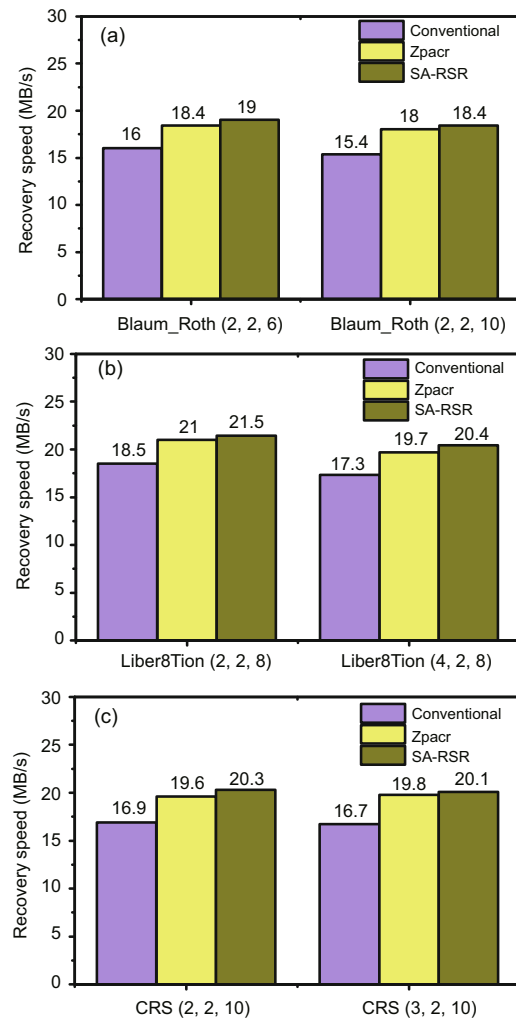 (a)
Conventional
Zpacr
SA-RSR
Recovery speed (MB/s)
30
25
20
15
10
5
0
16
18.4
19
15.4
18
18.4
Blaum_Roth (2, 2, 6)
Blaum_Roth (2, 2, 10)
(b)
Conventional
Zpacr
SA-RSR
Recovery speed (MB/s)
30
25
20
15
10
5
0
18.5
21
21.5
17.3
19.7
20.4
Liber8Tion (2, 2, 8)
Liber8Tion (4, 2, 8)
(c)
Conventional
Zpacr
SA-RSR
Recovery speed (MB/s)
30
25
20
15
10
5
0
16.9
19.6
20.3
16.7
19.8
20.1
CRS (2, 2, 10)
CRS (3, 2, 10)